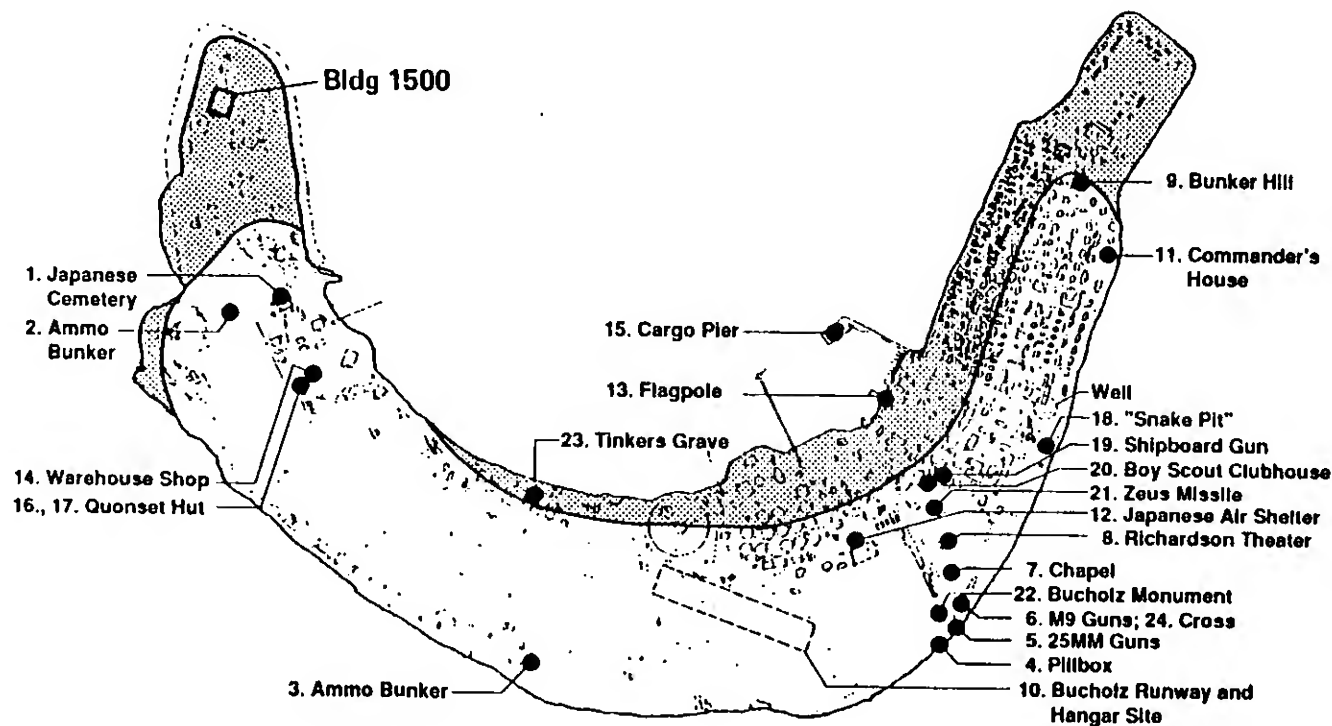 Bldg 1500
9. Bunker Hill
11. Commander's
House
1. Japanese
Cemetery
2. Ammo
Bunker
15. Cargo Pier
13. Flagpole
Well
18. "Snake Pit"
23. Tinkers Grave
19. Shipboard Gun
20. Boy Scout Clubhouse
14. Warehouse Shop
21. Zeus Missile
16., 17. Quonset Hut
12. Japanese Air Shelter
8. Richardson Theater
7. Chapel
22. Bucholz Monument
6. M9 Guns; 24. Cross
5. 25MM Guns
4. Pillbox
3. Ammo Bunker
10. Bucholz Runway and
Hangar Site